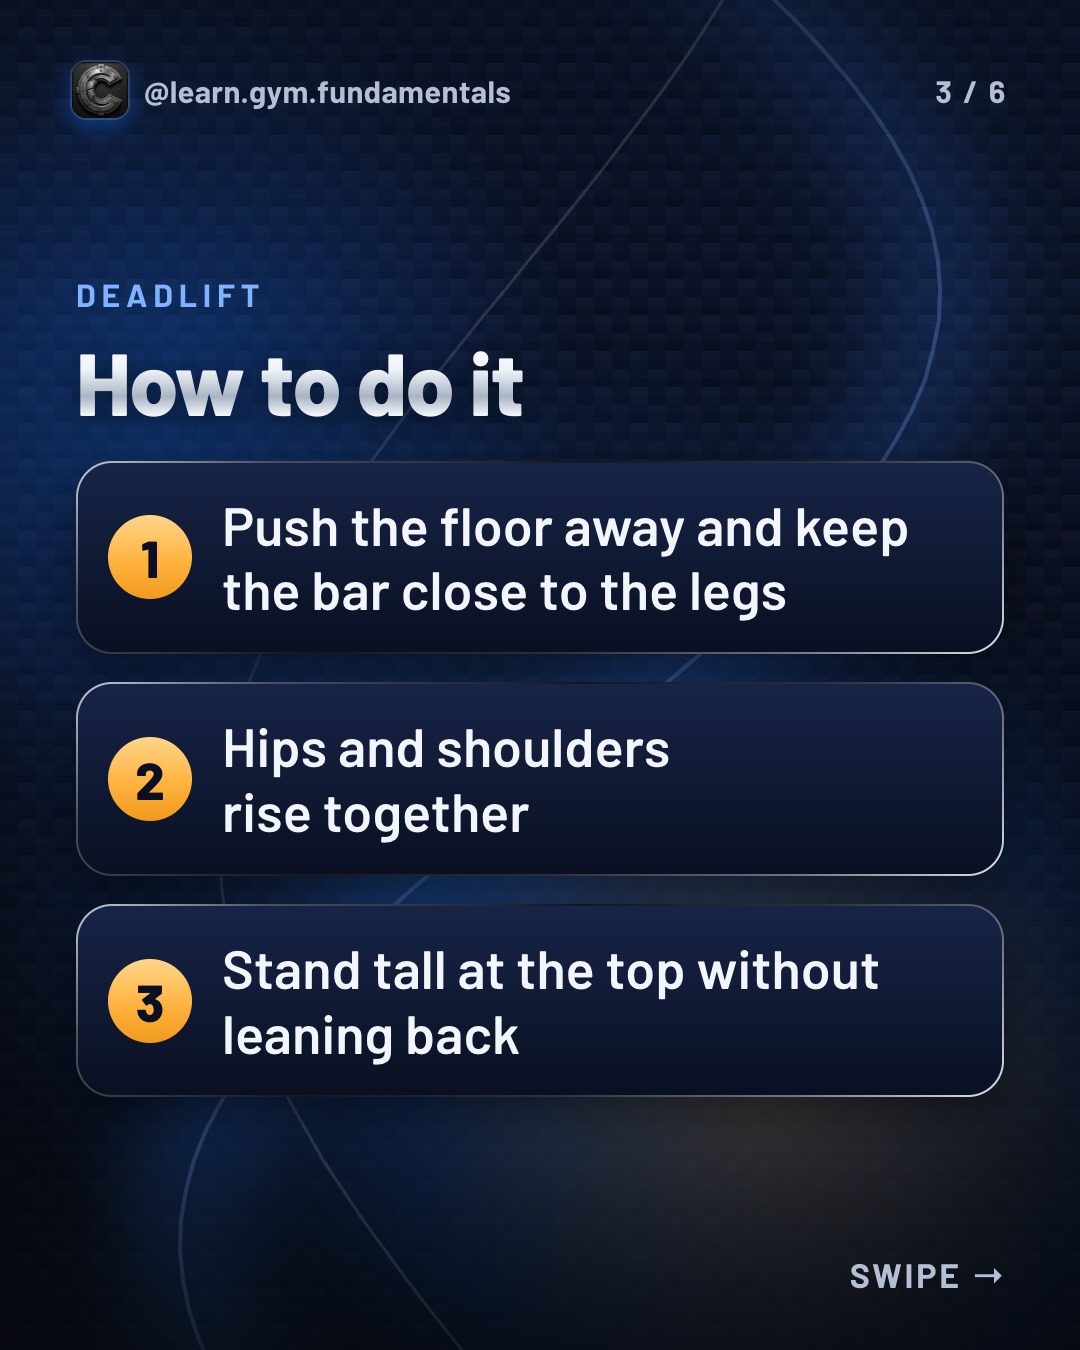 @learn.gym.fundamentals
3 / 6
DEADLIFT
How to do it
1
Push the floor away and keep
the bar close to the legs
2
Hips and shoulders
rise together
3
Stand tall at the top without
leaning back
SWIPE →